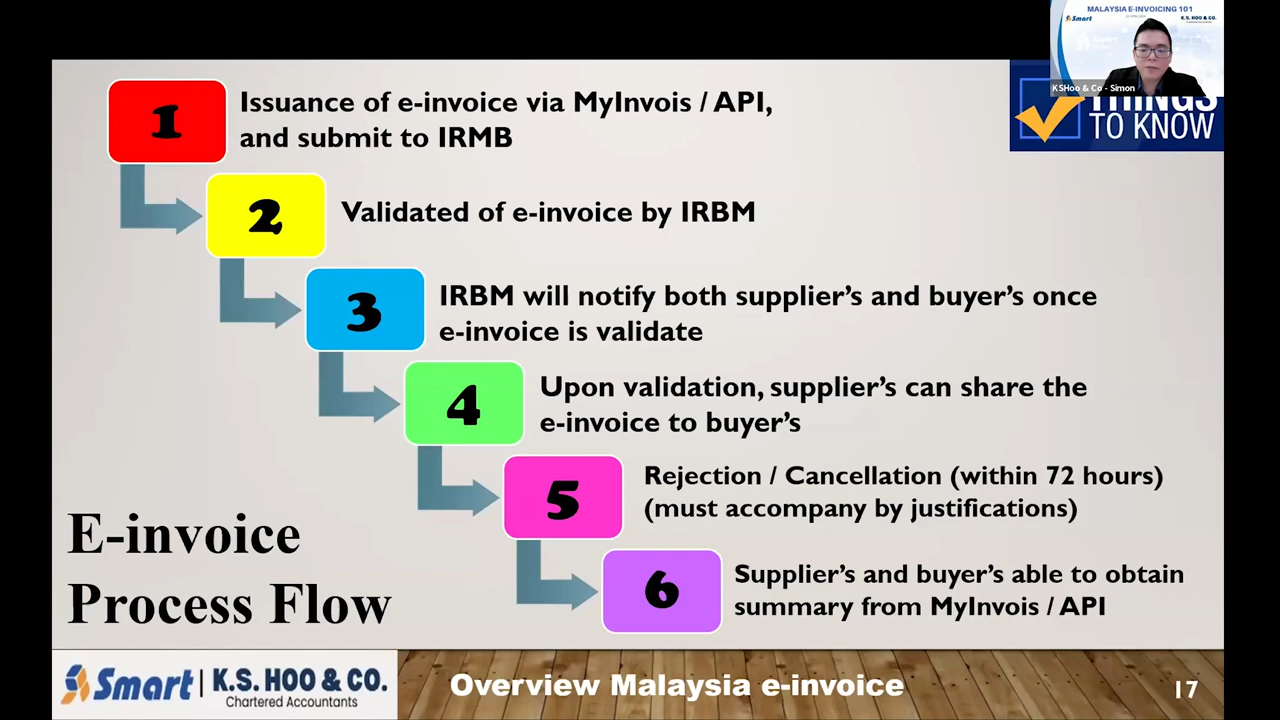 MALAYSIA E-INVOICING 101
Smart
K.S. HOO & CO.
KSHoo & Co - Simon
THINGS
TO KNOW
1
Issuance of e-invoice via MyInvois / API,
and submit to IRMB
2
Validated of e-invoice by IRBM
3
IRBM will notify both supplier’s and buyer’s once
e-invoice is validate
4
Upon validation, supplier’s can share the
e-invoice to buyer’s
5
Rejection / Cancellation (within 72 hours)
(must accompany by justifications)
6
Supplier’s and buyer’s able to obtain
summary from MyInvois / API
E-invoice
Process Flow
Smart | K.S. HOO & CO.
Chartered Accountants
Overview Malaysia e-invoice
17